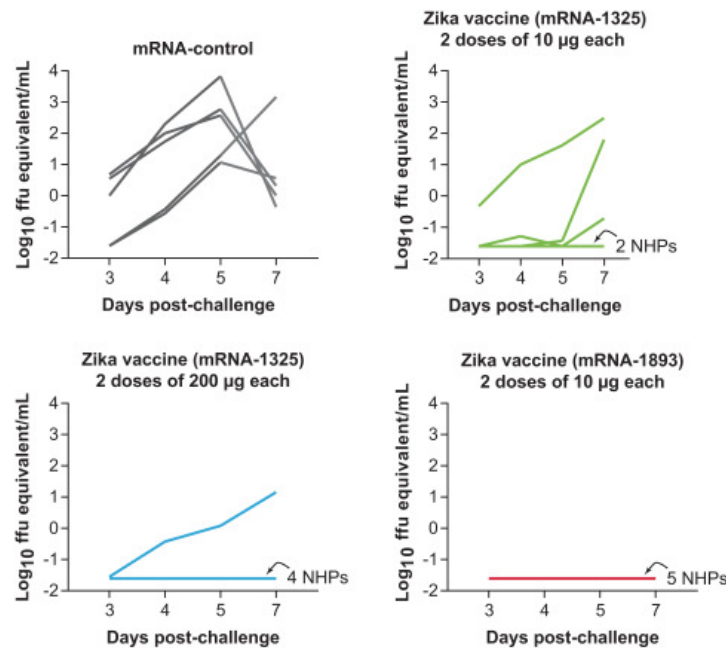 mRNA-control
Log10 ffu equivalent/mL
4
3
2
1
0
-1
-2
3 4 5 7
Days post-challenge
Zika vaccine (mRNA-1325)
2 doses of 10 µg each
Log10 ffu equivalent/mL
4
3
2
1
0
-1
-2
2 NHPs
3 4 5 7
Days post-challenge
Zika vaccine (mRNA-1325)
2 doses of 200 µg each
Log10 ffu equivalent/mL
4
3
2
1
0
-1
-2
4 NHPs
3 4 5 7
Days post-challenge
Zika vaccine (mRNA-1893)
2 doses of 10 µg each
Log10 ffu equivalent/mL
4
3
2
1
0
-1
-2
5 NHPs
3 4 5 7
Days post-challenge